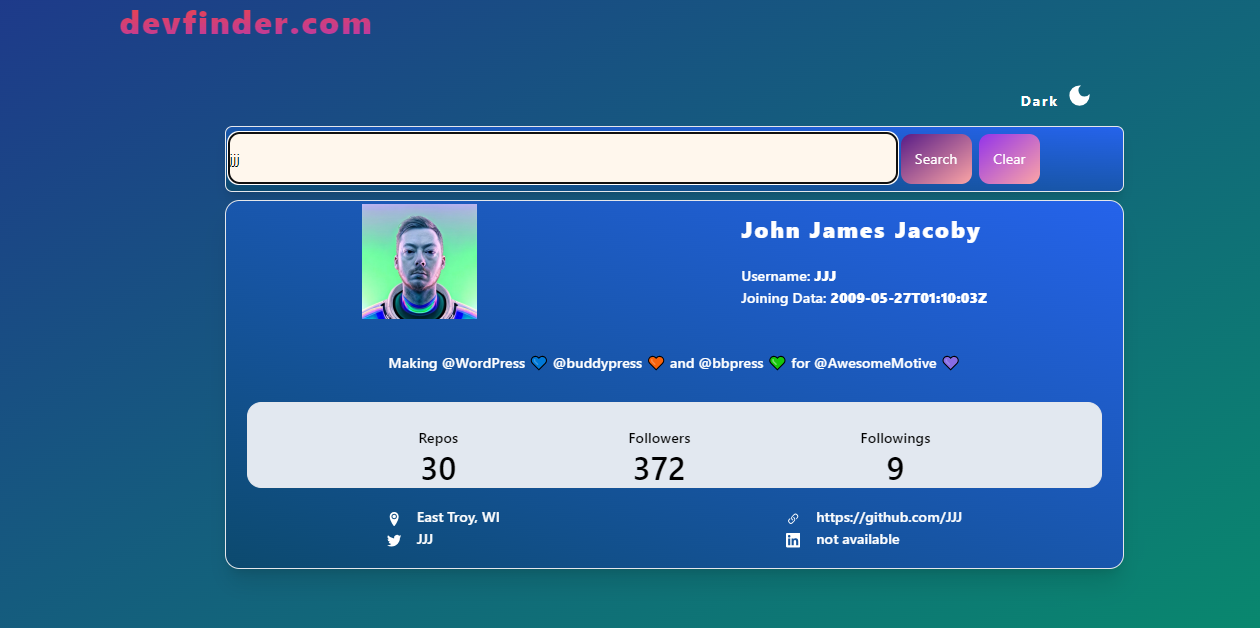 devfinder.com
Dark
jjj
Search
Clear
John James Jacoby
Username: JJJ
Joining Data: 2009-05-27T01:10:03Z
Making @WordPress 💙 @buddypress 🧡 and @bbpress 💚 for @AwesomeMotive 💜
Repos
Followers
Followings
30
372
9
East Troy, WI
https://github.com/JJJ
JJJ
not available